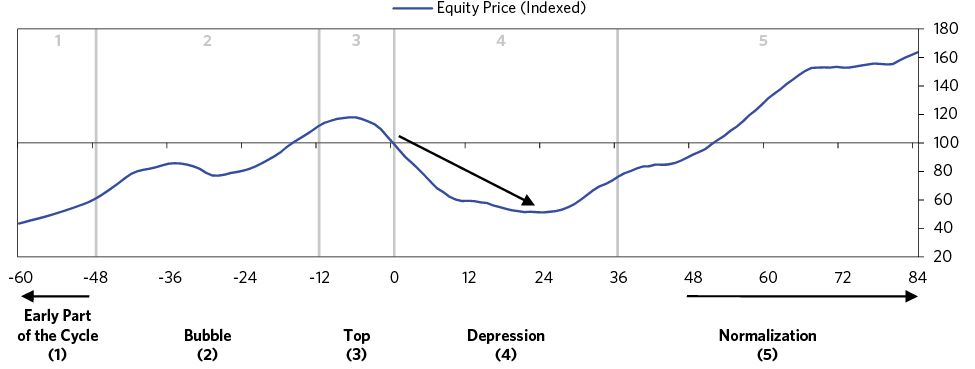 Equity Price (Indexed)
1 2 3 4 5
180
160
140
120
100
80
60
40
20
-60 -48 -36 -24 -12 0 12 24 36 48 60 72 84
Early Part
of the Cycle
(1)
Bubble
(2)
Top
(3)
Depression
(4)
Normalization
(5)